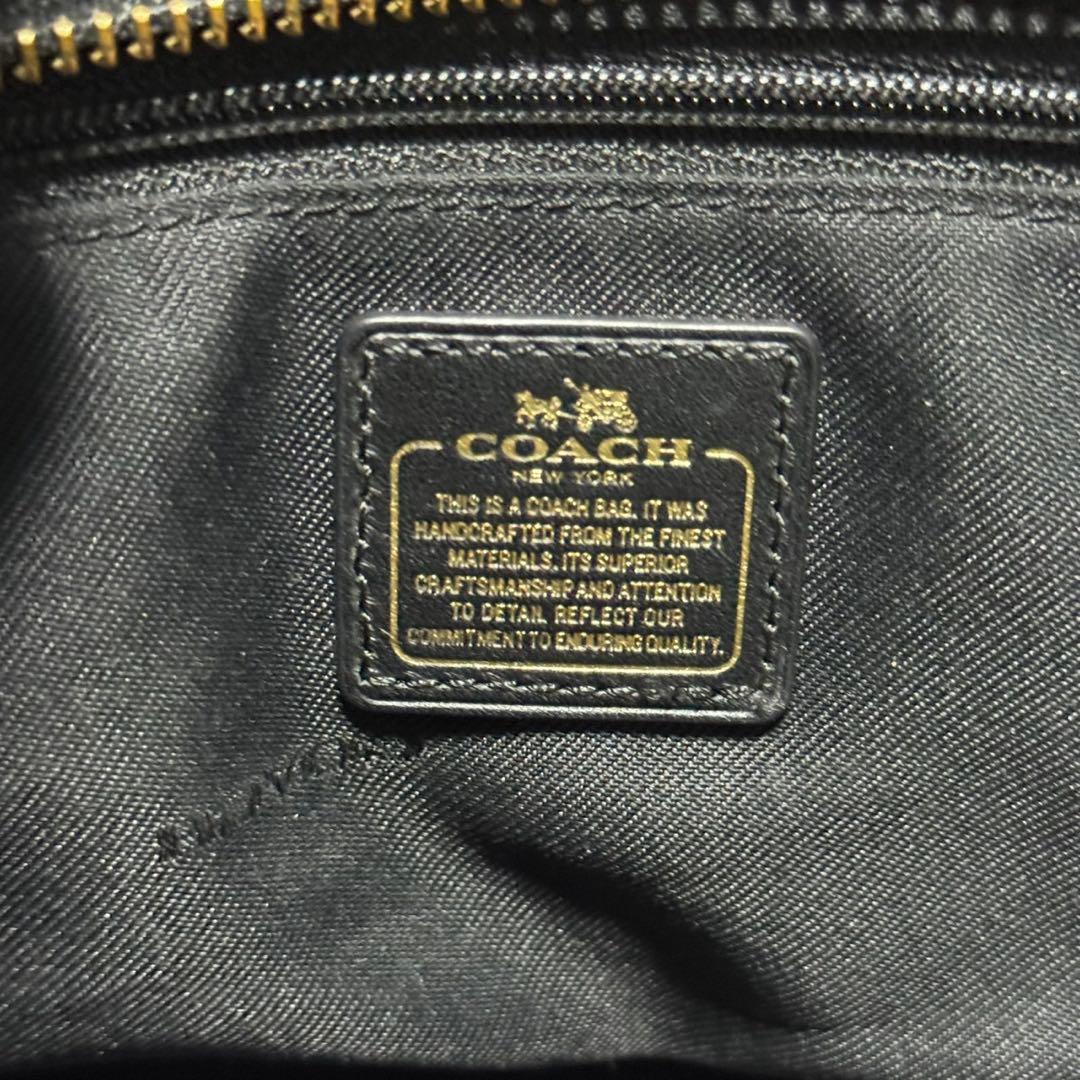 COACH
NEW YORK
THIS IS A COACH BAG. IT WAS
HANDCRAFTED FROM THE FINEST
MATERIALS. ITS SUPERIOR
CRAFTSMANSHIP AND ATTENTION
TO DETAIL REFLECT OUR
COMMITMENT TO ENDURING QUALITY.